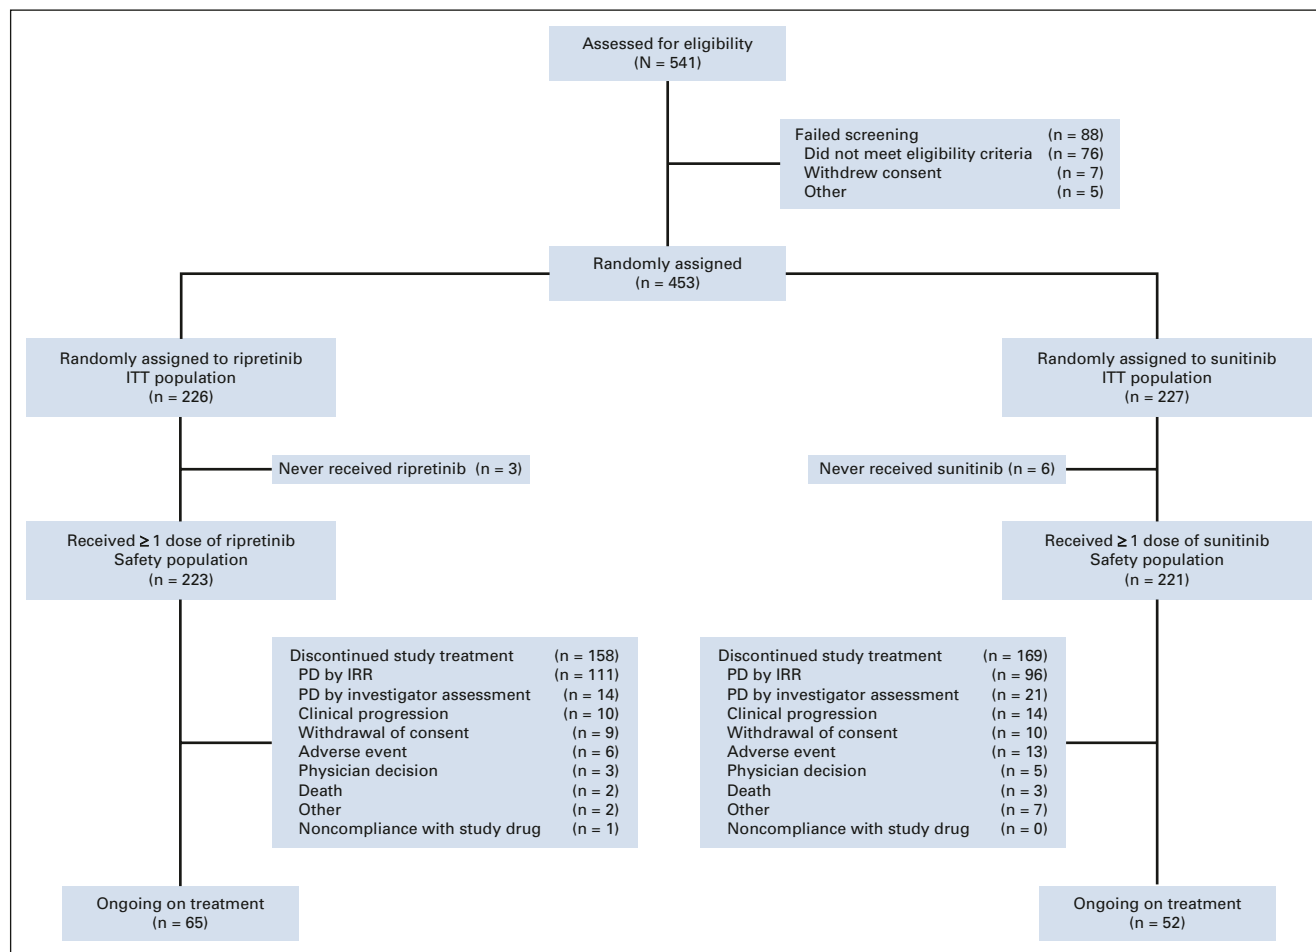 Assessed for eligibility
(N = 541)
Failed screening (n = 88)
Did not meet eligibility criteria (n = 76)
Withdrew consent (n = 7)
Other (n = 5)
Randomly assigned
(n = 453)
Randomly assigned to ripretinib
ITT population
(n = 226)
Randomly assigned to sunitinib
ITT population
(n = 227)
Never received ripretinib (n = 3)
Never received sunitinib (n = 6)
Received ≥ 1 dose of ripretinib
Safety population
(n = 223)
Received ≥ 1 dose of sunitinib
Safety population
(n = 221)
Discontinued study treatment (n = 158)
PD by IRR (n = 111)
PD by investigator assessment (n = 14)
Clinical progression (n = 10)
Withdrawal of consent (n = 9)
Adverse event (n = 6)
Physician decision (n = 3)
Death (n = 2)
Other (n = 2)
Noncompliance with study drug (n = 1)
Discontinued study treatment (n = 169)
PD by IRR (n = 96)
PD by investigator assessment (n = 21)
Clinical progression (n = 14)
Withdrawal of consent (n = 10)
Adverse event (n = 13)
Physician decision (n = 5)
Death (n = 3)
Other (n = 7)
Noncompliance with study drug (n = 0)
Ongoing on treatment
(n = 65)
Ongoing on treatment
(n = 52)